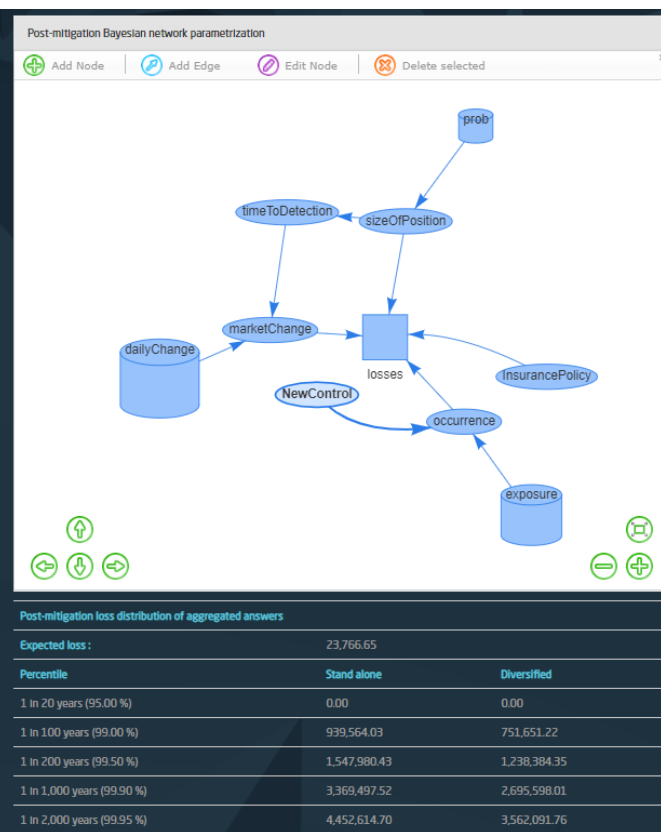 Post-mitigation Bayesian network parametrization
Add Node Add Edge Edit Node Delete selected
prob
timeToDetection
sizeOfPosition
marketChange
dailyChange
losses
InsurancePolicy
NewControl
occurrence
exposure
Post-mitigation loss distribution of aggregated answers
Expected loss : 23,766.65
Percentile Stand alone Diversified
1 in 20 years (95.00 %) 0.00 0.00
1 in 100 years (99.00 %) 939,564.03 751,651.22
1 in 200 years (99.50 %) 1,547,980.43 1,238,384.35
1 in 1,000 years (99.90 %) 3,369,497.52 2,695,598.01
1 in 2,000 years (99.95 %) 4,452,614.70 3,562,091.76